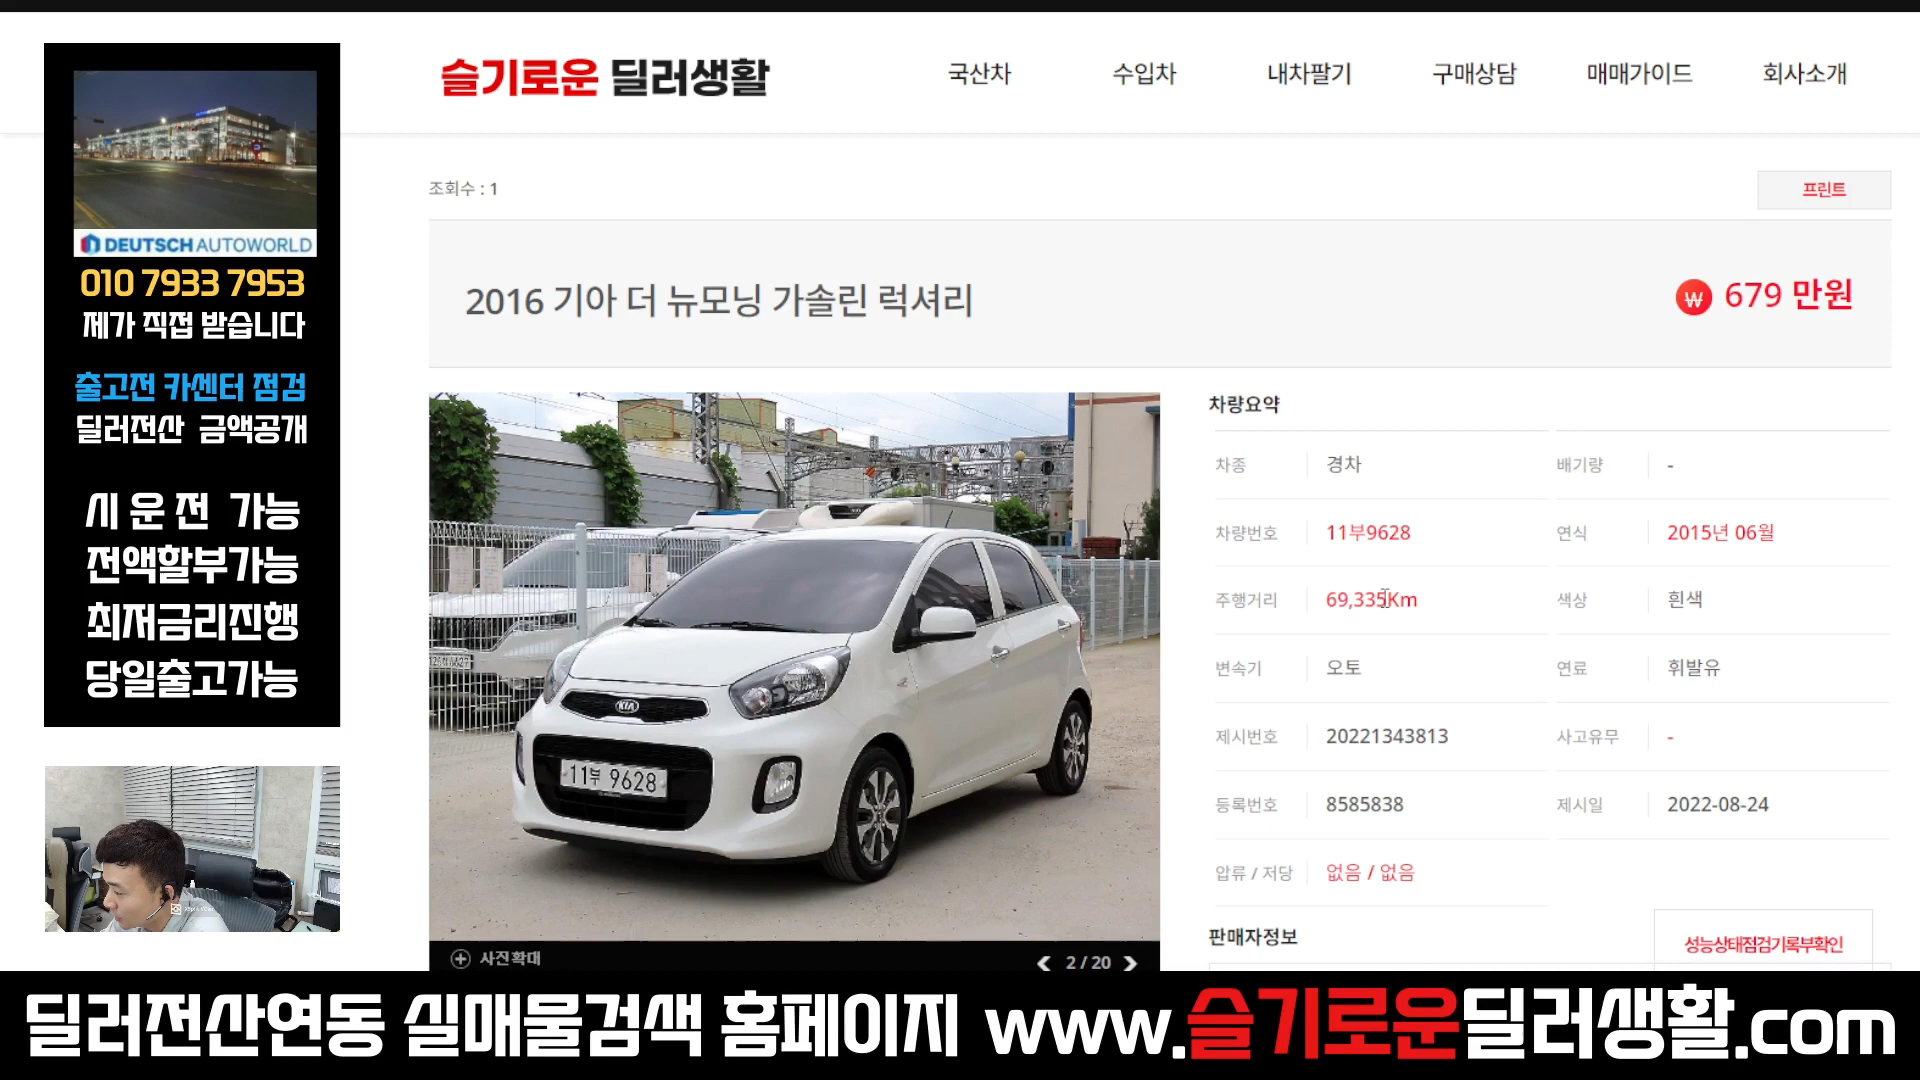 DEUTSCH AUTOWORLD
010 7933 7953
제가 직접 받습니다
출고전 카센터 점검
딜러전산 금액공개
시 운 전 가능
전액할부가능
최저금리진행
당일출고가능
슬기로운 딜러생활
국산차 수입차 내차팔기 구매상담 매매가이드 회사소개
조회수 : 1
프린트
2016 기아 더 뉴모닝 가솔린 럭셔리
₩ 679 만원
KIA
11부 9628
사진확대
2 / 20
차량요약
차종 경차 배기량 -
차량번호 11부9628 연식 2015년 06월
주행거리 69,335Km 색상 흰색
변속기 오토 연료 휘발유
제시번호 20221343813 사고유무 -
등록번호 8585838 제시일 2022-08-24
압류 / 저당 없음 / 없음
판매자정보
성능상태점검기록부확인
딜러전산연동 실매물검색 홈페이지 www.슬기로운딜러생활.com